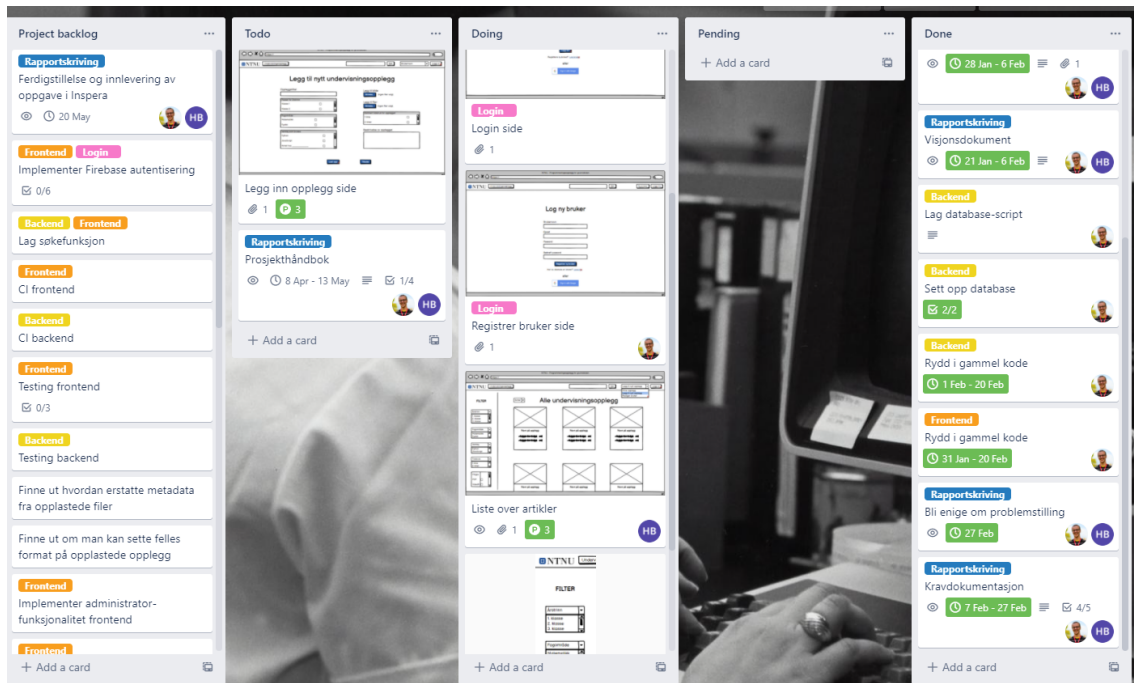 Project backlog
Rapportskriving
Ferdigstillelse og innlevering av
oppgave i Inspera
20 May
HB
Frontend Login
Implementer Firebase autentisering
0/6
Backend Frontend
Lag søkefunksjon
Frontend
CI frontend
Backend
CI backend
Frontend
Testing frontend
0/3
Backend
Testing backend
Finne ut hvordan erstatte metadata
fra opplastede filer
Finne ut om man kan sette felles
format på opplastede opplegg
Frontend
Implementer administrator-
funksjonalitet frontend
Frontend
+ Add a card
Todo
NTNU
Legg til nytt undervisningsopplegg
Legg inn opplegg side
1 P 3
Rapportskriving
Prosjekthåndbok
8 Apr - 13 May 1/4
HB
+ Add a card
Doing
Login
Login side
1
NTNU
Log ny bruker
Login
Registrer bruker side
1
NTNU
FILTER
Alle undervisningsopplegg
Liste over artikler
1 P 3
HB
NTNU
FILTER
+ Add a card
Pending
+ Add a card
Done
28 Jan - 6 Feb 1
HB
Rapportskriving
Visjonsdokument
21 Jan - 6 Feb
HB
Backend
Lag database-script
Backend
Sett opp database
2/2
Backend
Rydd i gammel kode
1 Feb - 20 Feb
Frontend
Rydd i gammel kode
31 Jan - 20 Feb
Rapportskriving
Bli enige om problemstilling
27 Feb
HB
Rapportskriving
Kravdokumentasjon
7 Feb - 27 Feb 4/5
HB
+ Add a card